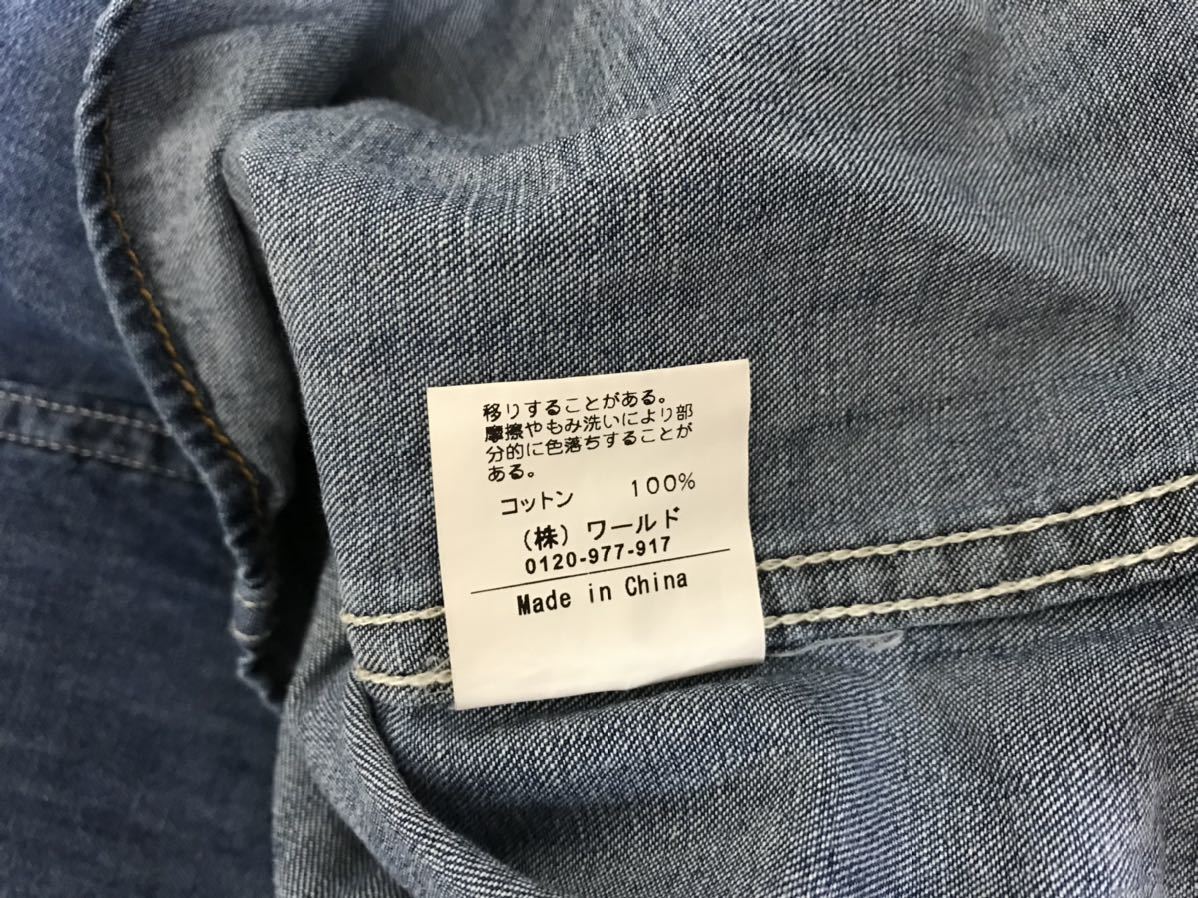 移りすることがある。
摩擦やもみ洗いにより部
分的に色落ちすることが
ある。
コットン 100%
(株) ワールド
0120-977-917
Made in China